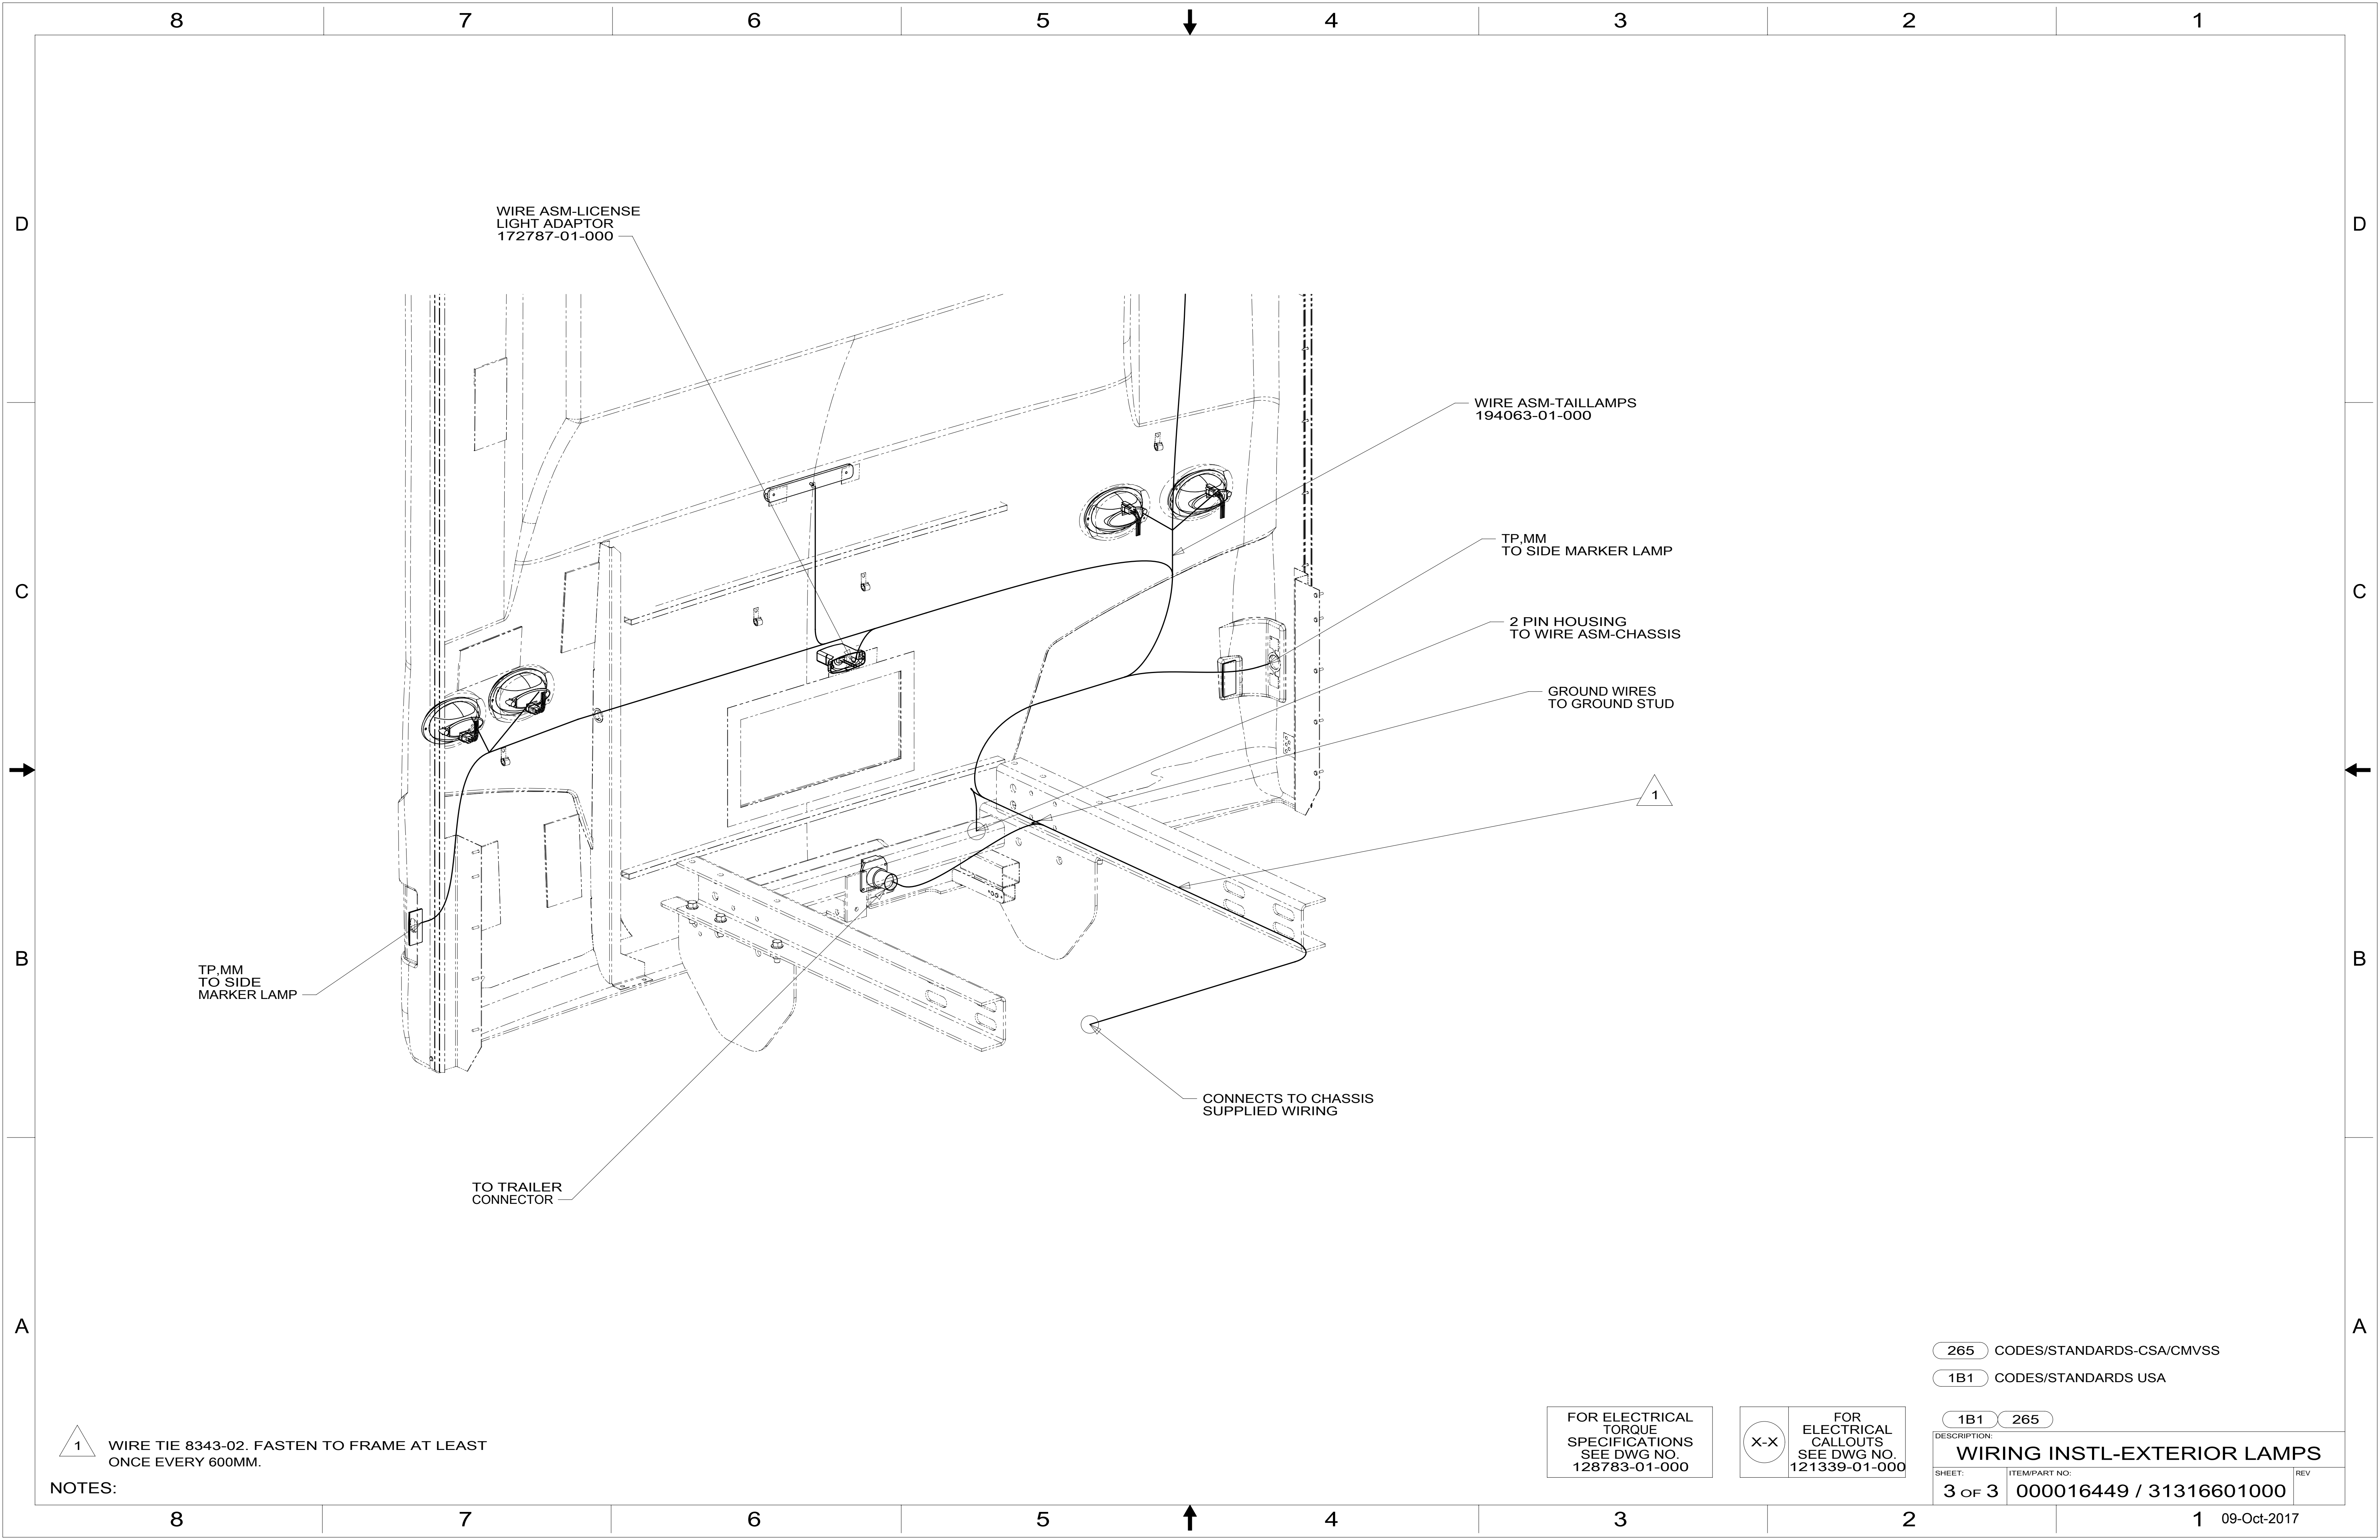 8 7 6 5 4 3 2 1
D D
WIRE ASM-LICENSE
LIGHT ADAPTOR
172787-01-000
WIRE ASM-TAILLAMPS
194063-01-000
TP,MM
TO SIDE MARKER LAMP
C C
2 PIN HOUSING
TO WIRE ASM-CHASSIS
GROUND WIRES
TO GROUND STUD
1
B B
TP,MM
TO SIDE
MARKER LAMP
CONNECTS TO CHASSIS
SUPPLIED WIRING
TO TRAILER
CONNECTOR
A A
265 CODES/STANDARDS-CSA/CMVSS
1B1 CODES/STANDARDS USA
1B1 265
1 WIRE TIE 8343-02. FASTEN TO FRAME AT LEAST
ONCE EVERY 600MM.
NOTES:
FOR ELECTRICAL
TORQUE
SPECIFICATIONS
SEE DWG NO.
128783-01-000
X-X
FOR
ELECTRICAL
CALLOUTS
SEE DWG NO.
121339-01-000
DESCRIPTION:
WIRING INSTL-EXTERIOR LAMPS
SHEET: ITEM/PART NO: REV
3 OF 3 000016449 / 31316601000
8 7 6 5 4 3 2 1 09-Oct-2017